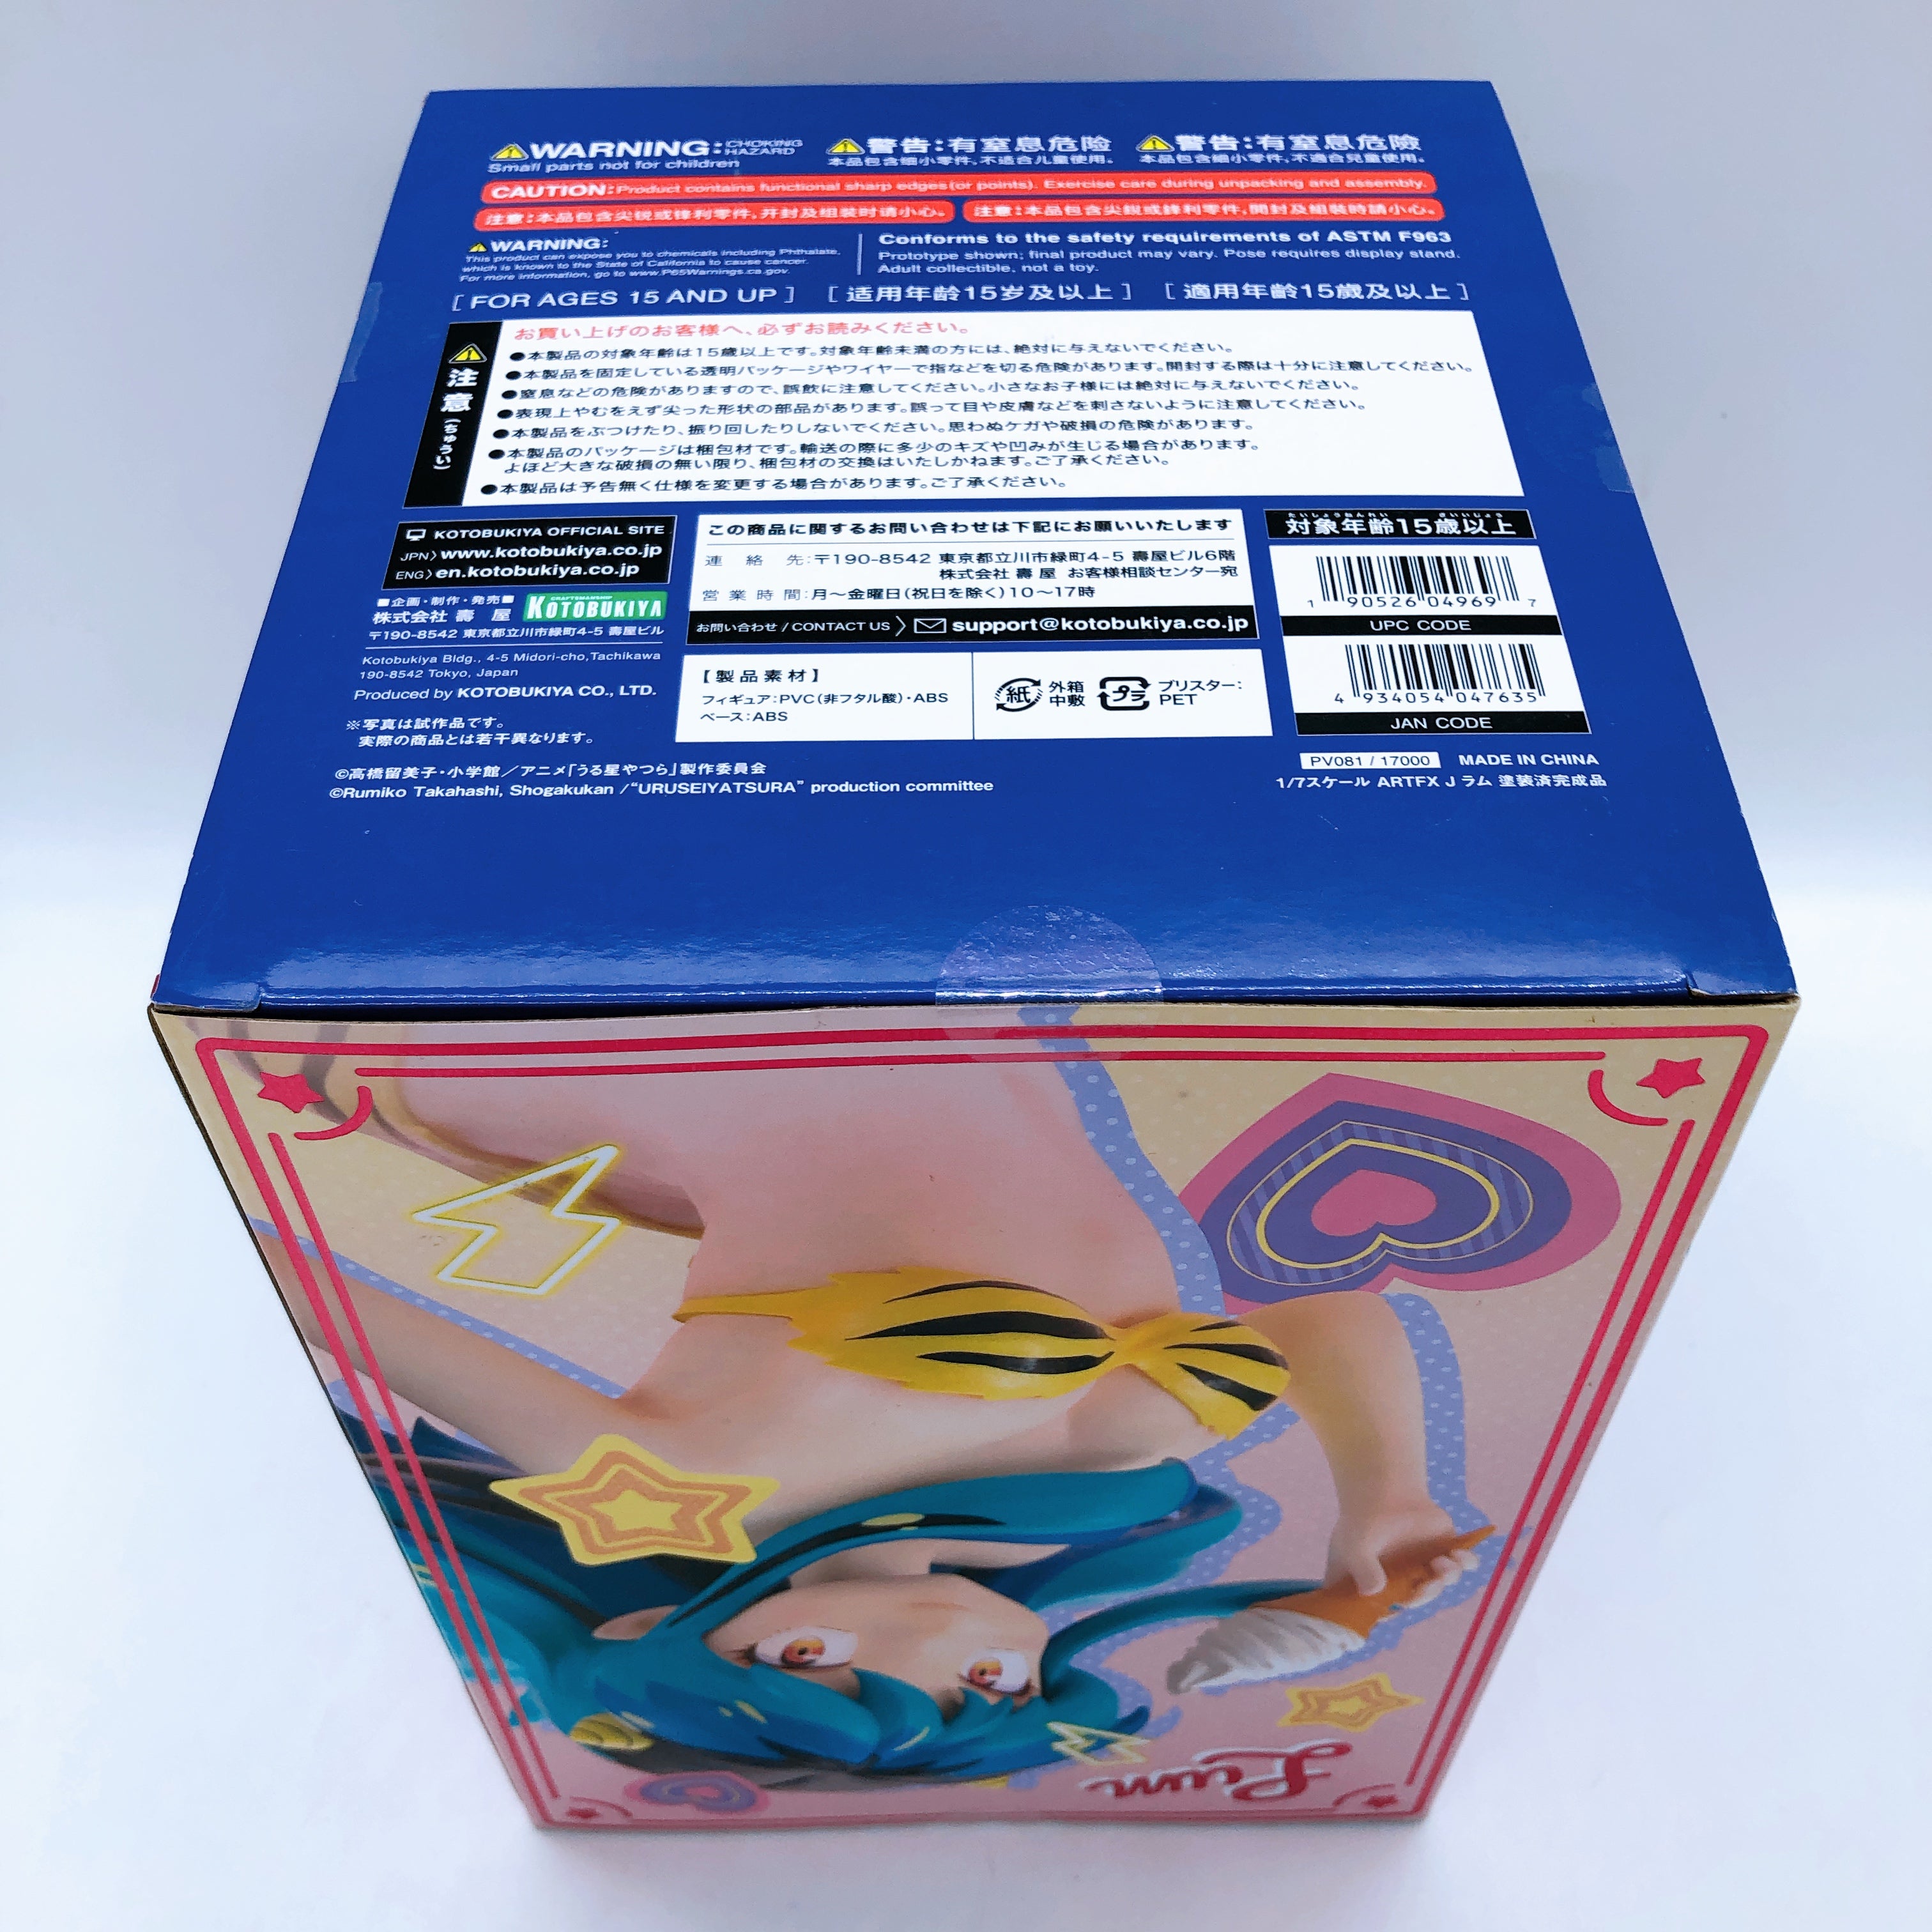 ⚠WARNING: CHOKING HAZARD
Small parts not for children
⚠警告:有窒息危险
本品包含细小零件,不适合儿童使用。
⚠警告:有窒息危險
本品包含細小零件,不適合兒童使用。
CAUTION:Product contains functional sharp edges(or points). Exercise care during unpacking and assembly.
注意:本品包含尖锐或锋利零件,开封及组装时请小心。
注意:本品包含尖銳或鋒利零件,開封及組裝時請小心。
⚠WARNING:
This product can expose you to chemicals including Phthalate,
which is known to the State of California to cause cancer.
For more information, go to www.P65Warnings.ca.gov.
Conforms to the safety requirements of ASTM F963
Prototype shown; final product may vary. Pose requires display stand.
Adult collectible, not a toy.
[ FOR AGES 15 AND UP ] [ 适用年龄15岁及以上 ] [ 適用年齡15歲及以上 ]
⚠注意(ちゅうい)
お買い上げのお客様へ、必ずお読みください。
●本製品の対象年齢は15歳以上です。対象年齢未満の方には、絶対に与えないでください。
●本製品を固定している透明パッケージやワイヤーで指などを切る危険があります。開封する際は十分に注意してください。
●窒息などの危険がありますので、誤飲に注意してください。小さなお子様には絶対に与えないでください。
●表現上やむをえず尖った形状の部品があります。誤って目や皮膚などを刺さないように注意してください。
●本製品をぶつけたり、振り回したりしないでください。思わぬケガや破損の危険があります。
●本製品のパッケージは梱包材です。輸送の際に多少のキズや凹みが生じる場合があります。
よほど大きな破損の無い限り、梱包材の交換はいたしかねます。ご了承ください。
●本製品は予告無く仕様を変更する場合があります。ご了承ください。
KOTOBUKIYA OFFICIAL SITE
JPN〉www.kotobukiya.co.jp
ENG〉en.kotobukiya.co.jp
■企画・制作・発売■
株式会社 壽 屋
CRAFTSMANSHIP
KOTOBUKIYA
〒190-8542 東京都立川市緑町4-5 壽屋ビル
Kotobukiya Bldg., 4-5 Midori-cho,Tachikawa
190-8542 Tokyo, Japan
Produced by KOTOBUKIYA CO., LTD.
※写真は試作品です。
実際の商品とは若干異なります。
この商品に関するお問い合わせは下記にお願いいたします
連絡先:〒190-8542 東京都立川市緑町4-5 壽屋ビル6階
株式会社 壽 屋 お客様相談センター宛
営業時間:月〜金曜日(祝日を除く)10〜17時
お問い合わせ / CONTACT US 〉 support@kotobukiya.co.jp
【製品素材】
フィギュア:PVC(非フタル酸)・ABS
ベース:ABS
紙 外箱
中敷
プラ ブリスター:
PET
たいしょうねんれい さいいじょう
対象年齢15歳以上
1 90526 04969 7
UPC CODE
4 934054 047635
JAN CODE
PV081 / 17000 MADE IN CHINA
1/7スケール ARTFX J ラム 塗装済完成品
©高橋留美子・小学館/アニメ「うる星やつら」製作委員会
©Rumiko Takahashi, Shogakukan /“URUSEIYATSURA” production committee
Lum